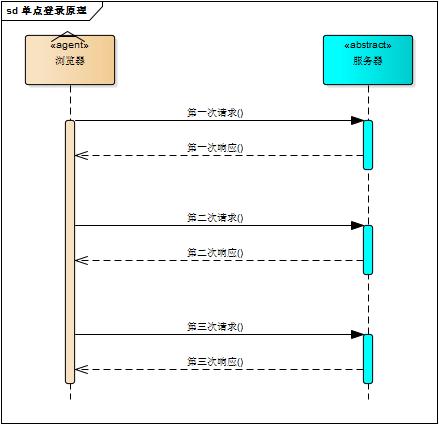 sd 单点登录原理
«agent»
浏览器
«abstract»
服务器
第一次请求()
第一次响应()
第二次请求()
第二次响应()
第三次请求()
第三次响应()